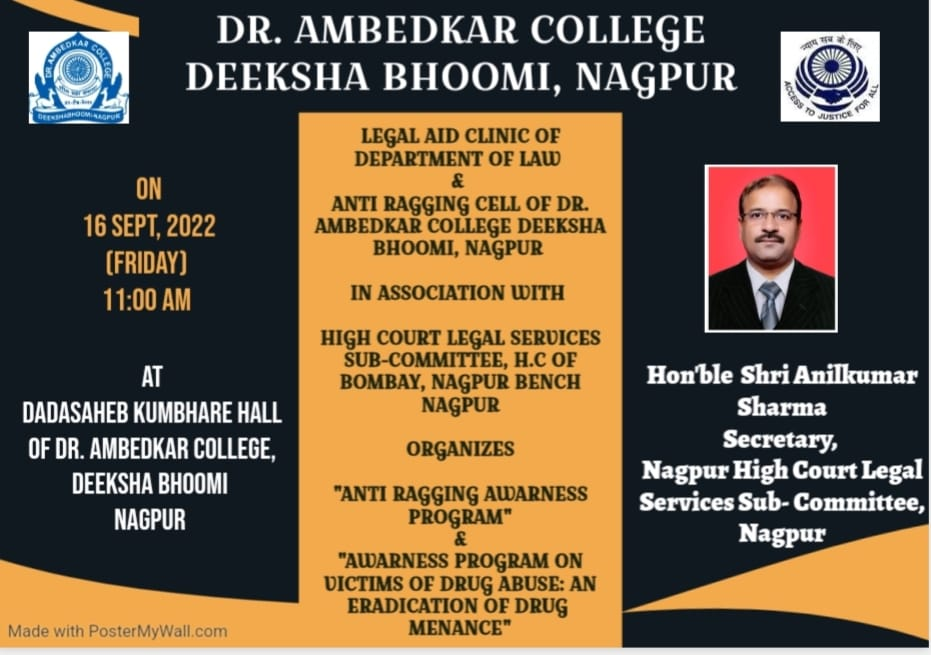 DR. AMBEDKAR COLLEGE
DEEKSHA BHOOMI, NAGPUR
DR. AMBEDKAR COLLEGE
DEEKSHABHOOMI-NAGPUR
न्याय सब के लिए
ACCESS TO JUSTICE FOR ALL
ON
16 SEPT, 2022
(FRIDAY)
11:00 AM
AT
DADASAHEB KUMBHARE HALL
OF DR. AMBEDKAR COLLEGE,
DEEKSHA BHOOMI
NAGPUR
LEGAL AID CLINIC OF
DEPARTMENT OF LAW
&
ANTI RAGGING CELL OF DR.
AMBEDKAR COLLEGE DEEKSHA
BHOOMI, NAGPUR
IN ASSOCIATION WITH
HIGH COURT LEGAL SERVICES
SUB-COMMITTEE, H.C OF
BOMBAY, NAGPUR BENCH
NAGPUR
ORGANIZES
"ANTI RAGGING AWARNESS
PROGRAM"
&
"AWARNESS PROGRAM ON
VICTIMS OF DRUG ABUSE: AN
ERADICATION OF DRUG
MENANCE"
Hon'ble Shri Anilkumar
Sharma
Secretary,
Nagpur High Court Legal
Services Sub- Committee,
Nagpur
Made with PosterMyWall.com